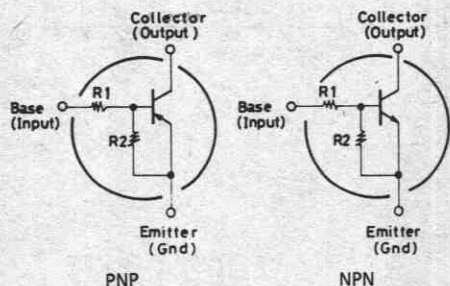 Collector
(Output)
R1
Base
(Input)
R2
Emitter
(Gnd)
PNP
Collector
(Output)
R1
Base
(Input)
R2
Emitter
(Gnd)
NPN